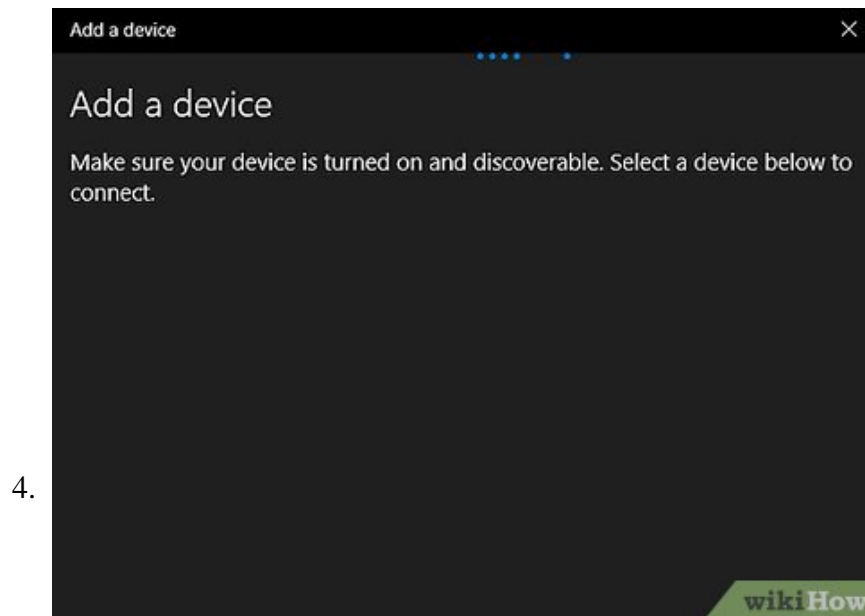 Add a device
Add a device
Make sure your device is turned on and discoverable. Select a device below to
connect.
4.
wikiHow